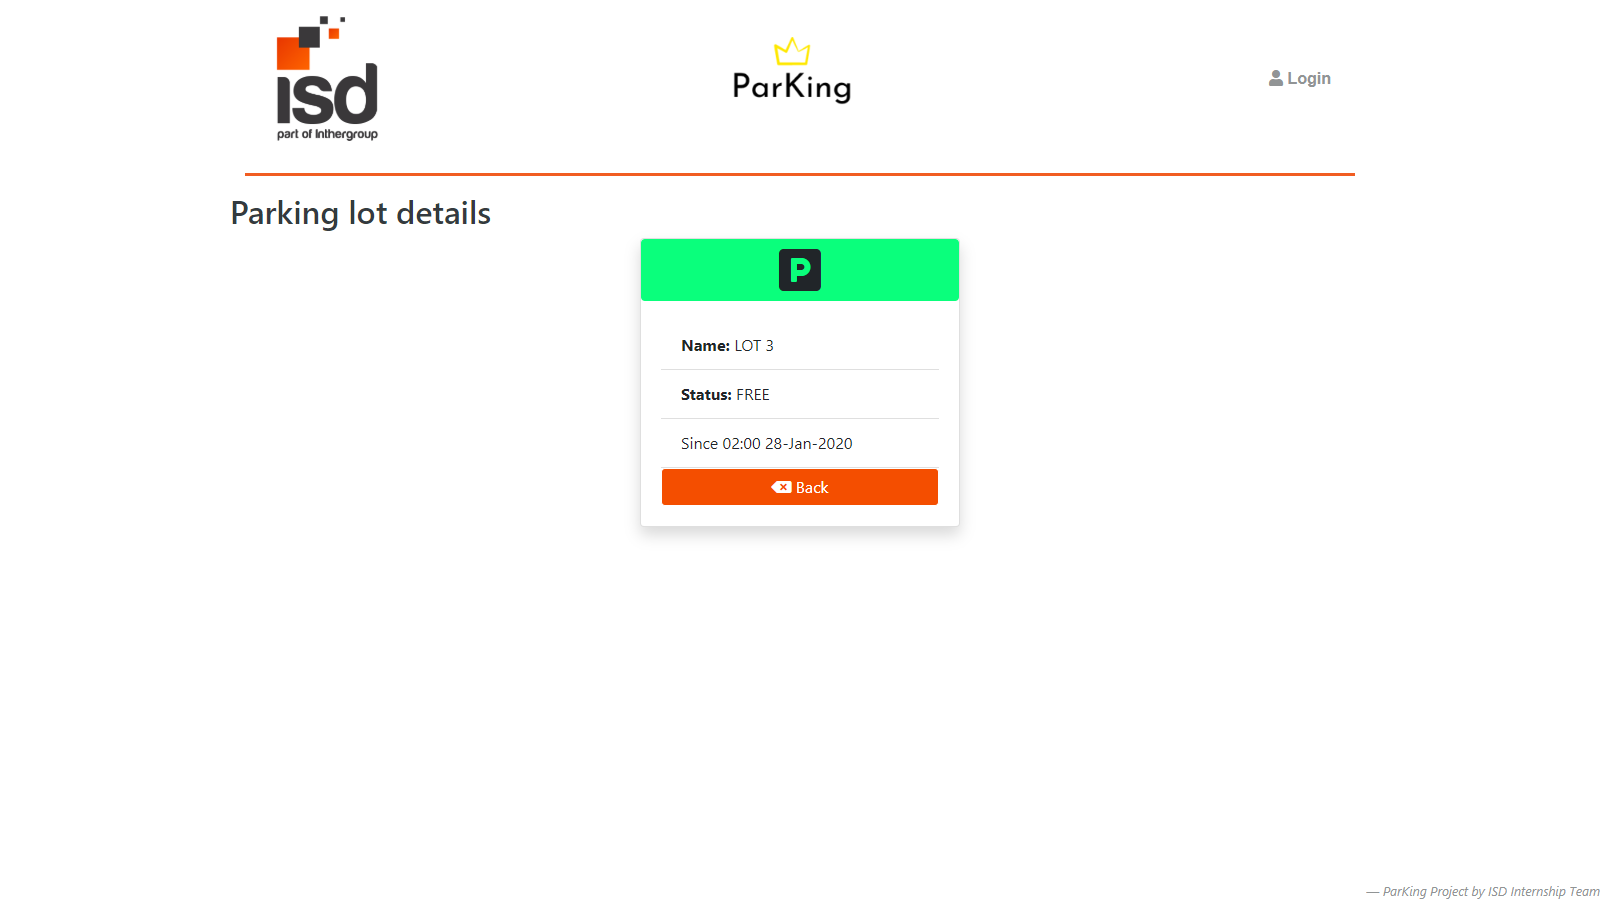 isd
part of Inthergroup
ParKing
Login
Parking lot details
P
Name: LOT 3
Status: FREE
Since 02:00 28-Jan-2020
Back
— ParKing Project by ISD Internship Team